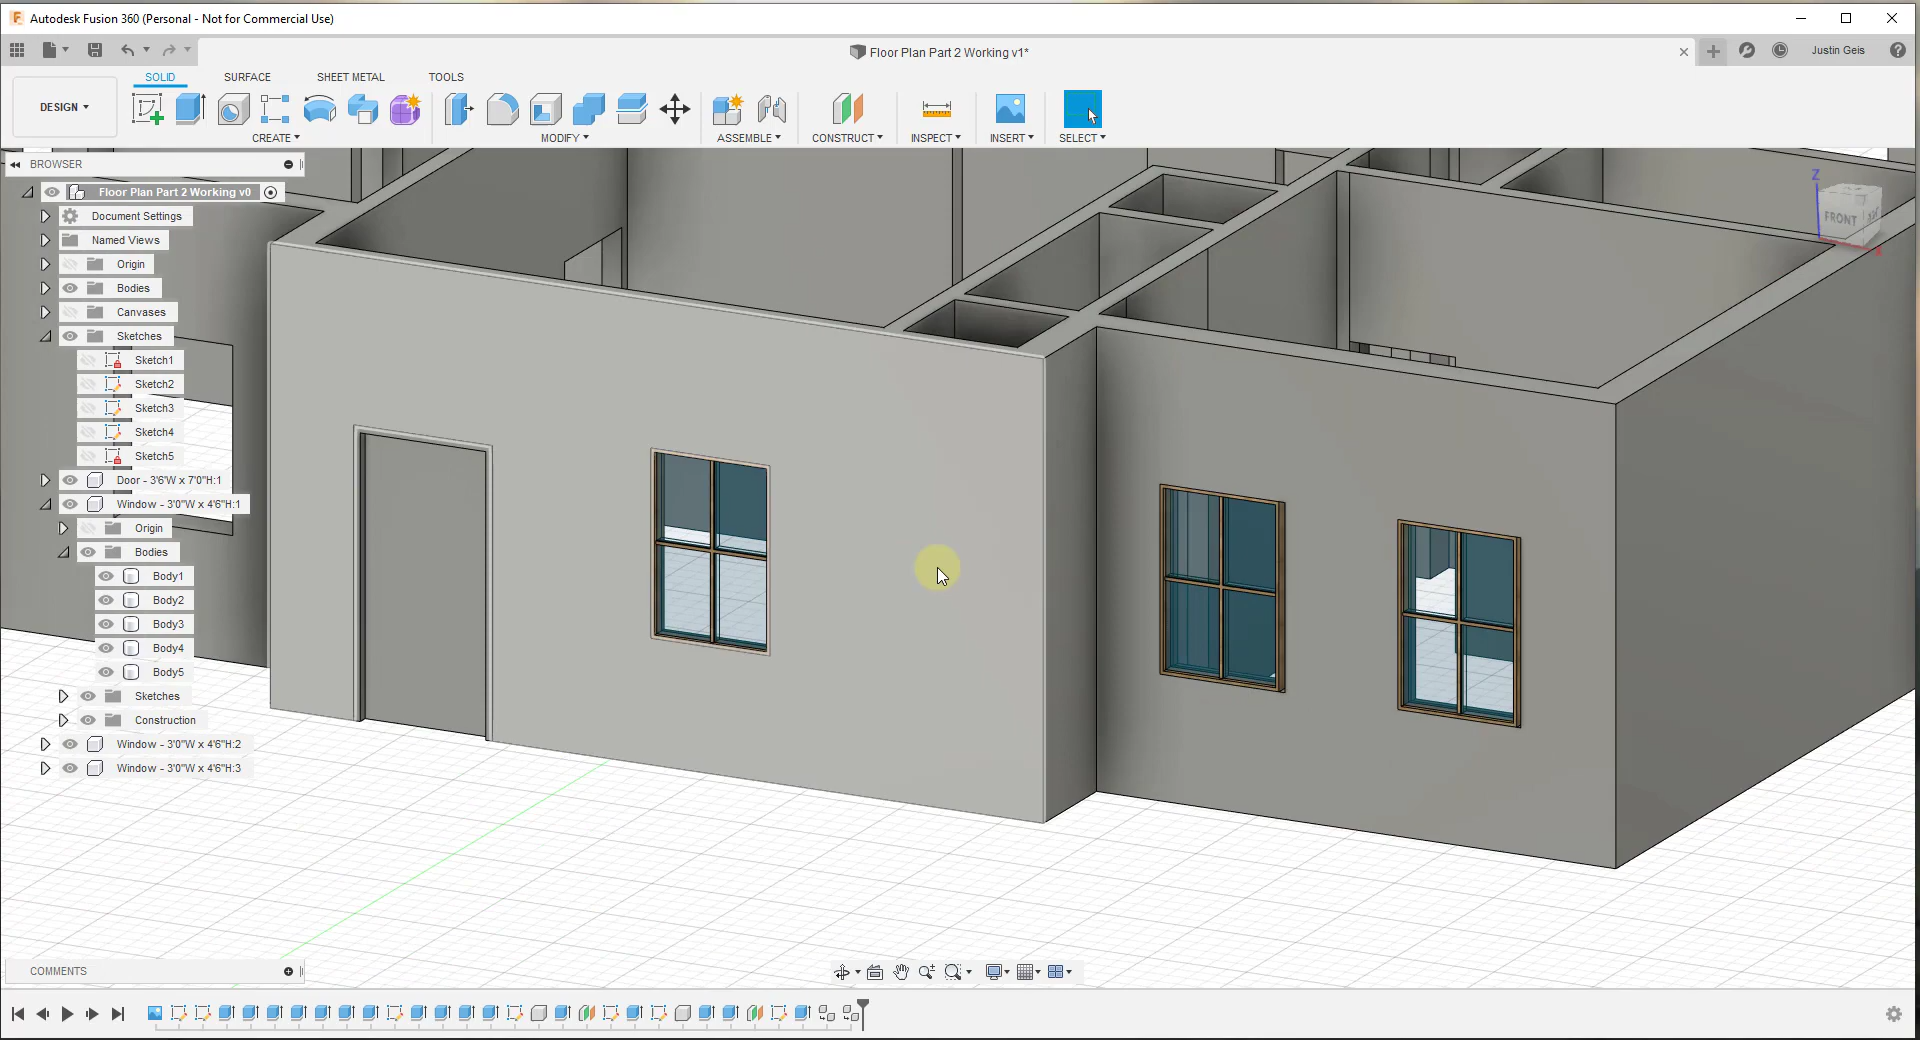 Autodesk Fusion 360 (Personal - Not for Commercial Use)
Floor Plan Part 2 Working v1*
Justin Geis
SOLID SURFACE SHEET METAL TOOLS
DESIGN
CREATE MODIFY ASSEMBLE CONSTRUCT INSPECT INSERT SELECT
BROWSER
Floor Plan Part 2 Working v0
Document Settings
Named Views
Origin
Bodies
Canvases
Sketches
Sketch1
Sketch2
Sketch3
Sketch4
Sketch5
Door - 3'6"W x 7'0"H:1
Window - 3'0"W x 4'6"H:1
Origin
Bodies
Body1
Body2
Body3
Body4
Body5
Sketches
Construction
Window - 3'0"W x 4'6"H:2
Window - 3'0"W x 4'6"H:3
Z
FRONT
X
COMMENTS